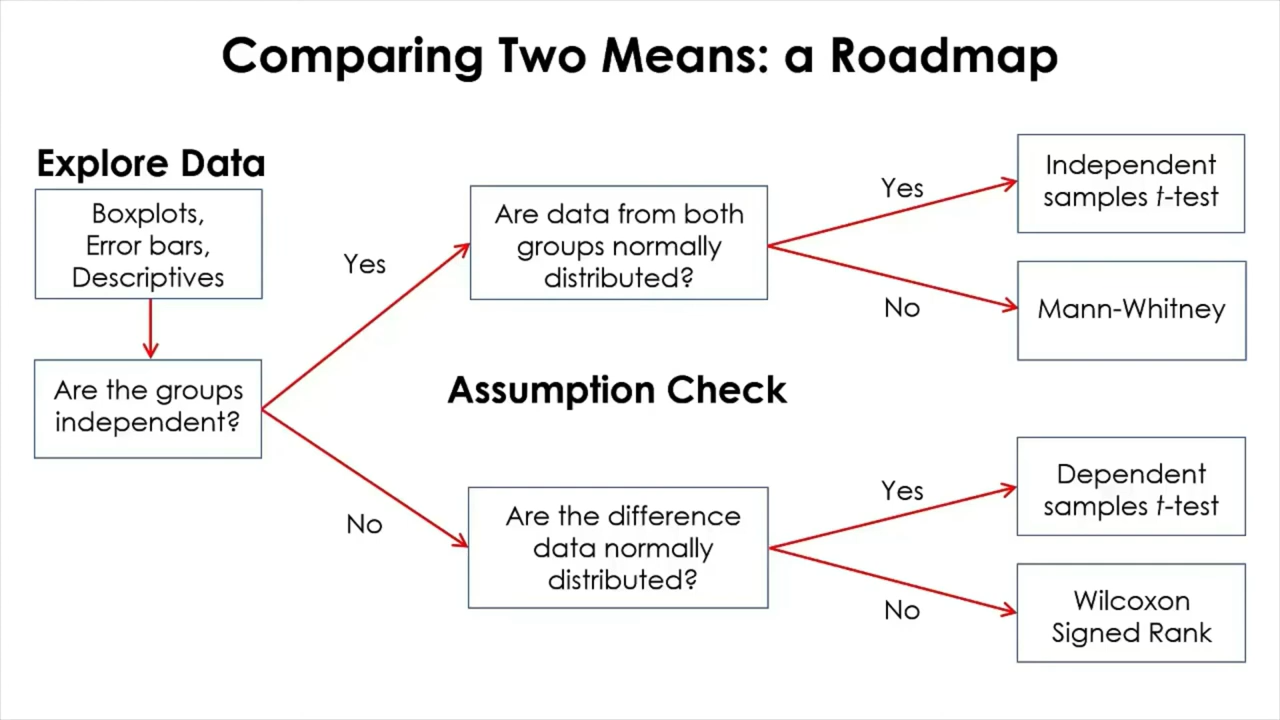 Comparing Two Means: a Roadmap
Explore Data
Boxplots,
Error bars,
Descriptives
Are the groups
independent?
Yes
No
Are data from both
groups normally
distributed?
Assumption Check
Are the difference
data normally
distributed?
Yes
No
Yes
No
Independent
samples t-test
Mann-Whitney
Dependent
samples t-test
Wilcoxon
Signed Rank